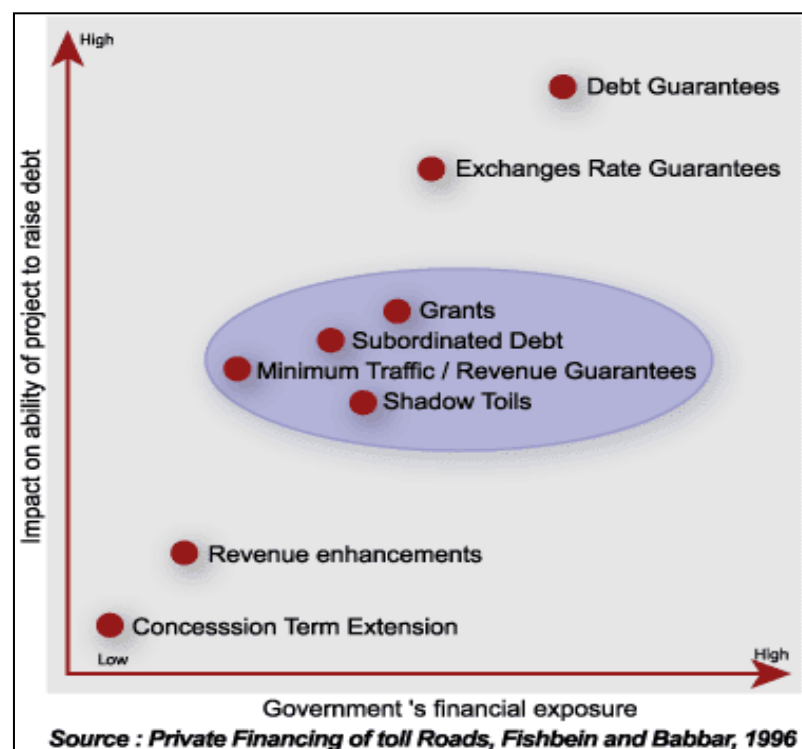 High
Debt Guarantees
Exchanges Rate Guarantees
Impact on ability of project to raise debt
Grants
Subordinated Debt
Minimum Traffic / Revenue Guarantees
Shadow Toils
Revenue enhancements
Concesssion Term Extension
Low
High
Government 's financial exposure
Source : Private Financing of toll Roads, Fishbein and Babbar, 1996